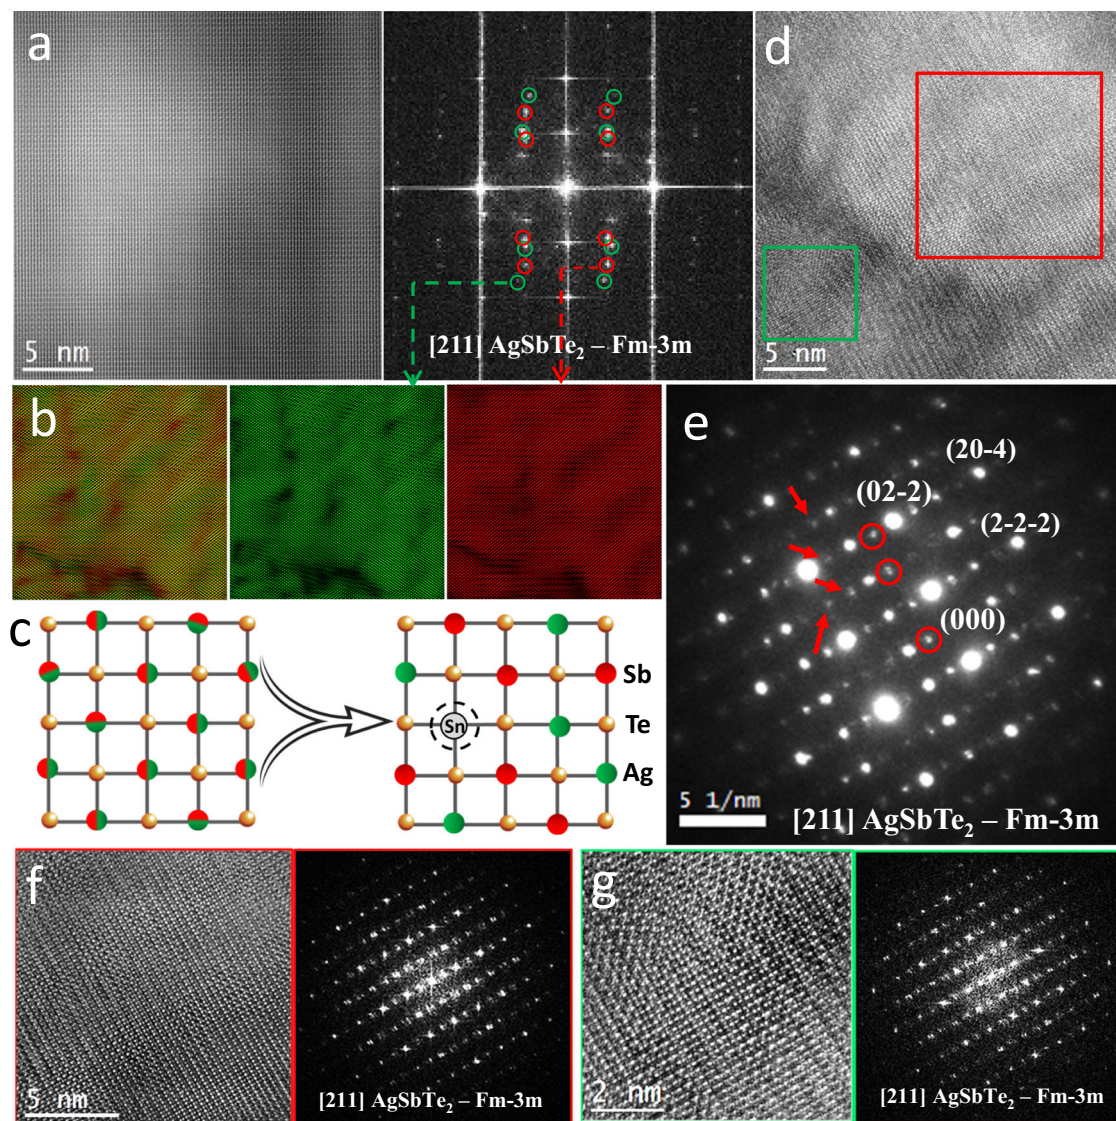 a
5 nm
[211] AgSbTe₂ – Fm-3m
d
5 nm
b
c
Sn
Sb
Te
Ag
e
(20-4)
(02-2)
(2-2-2)
(000)
5 1/nm
[211] AgSbTe₂ – Fm-3m
f
5 nm
[211] AgSbTe₂ – Fm-3m
g
2 nm
[211] AgSbTe₂ – Fm-3m